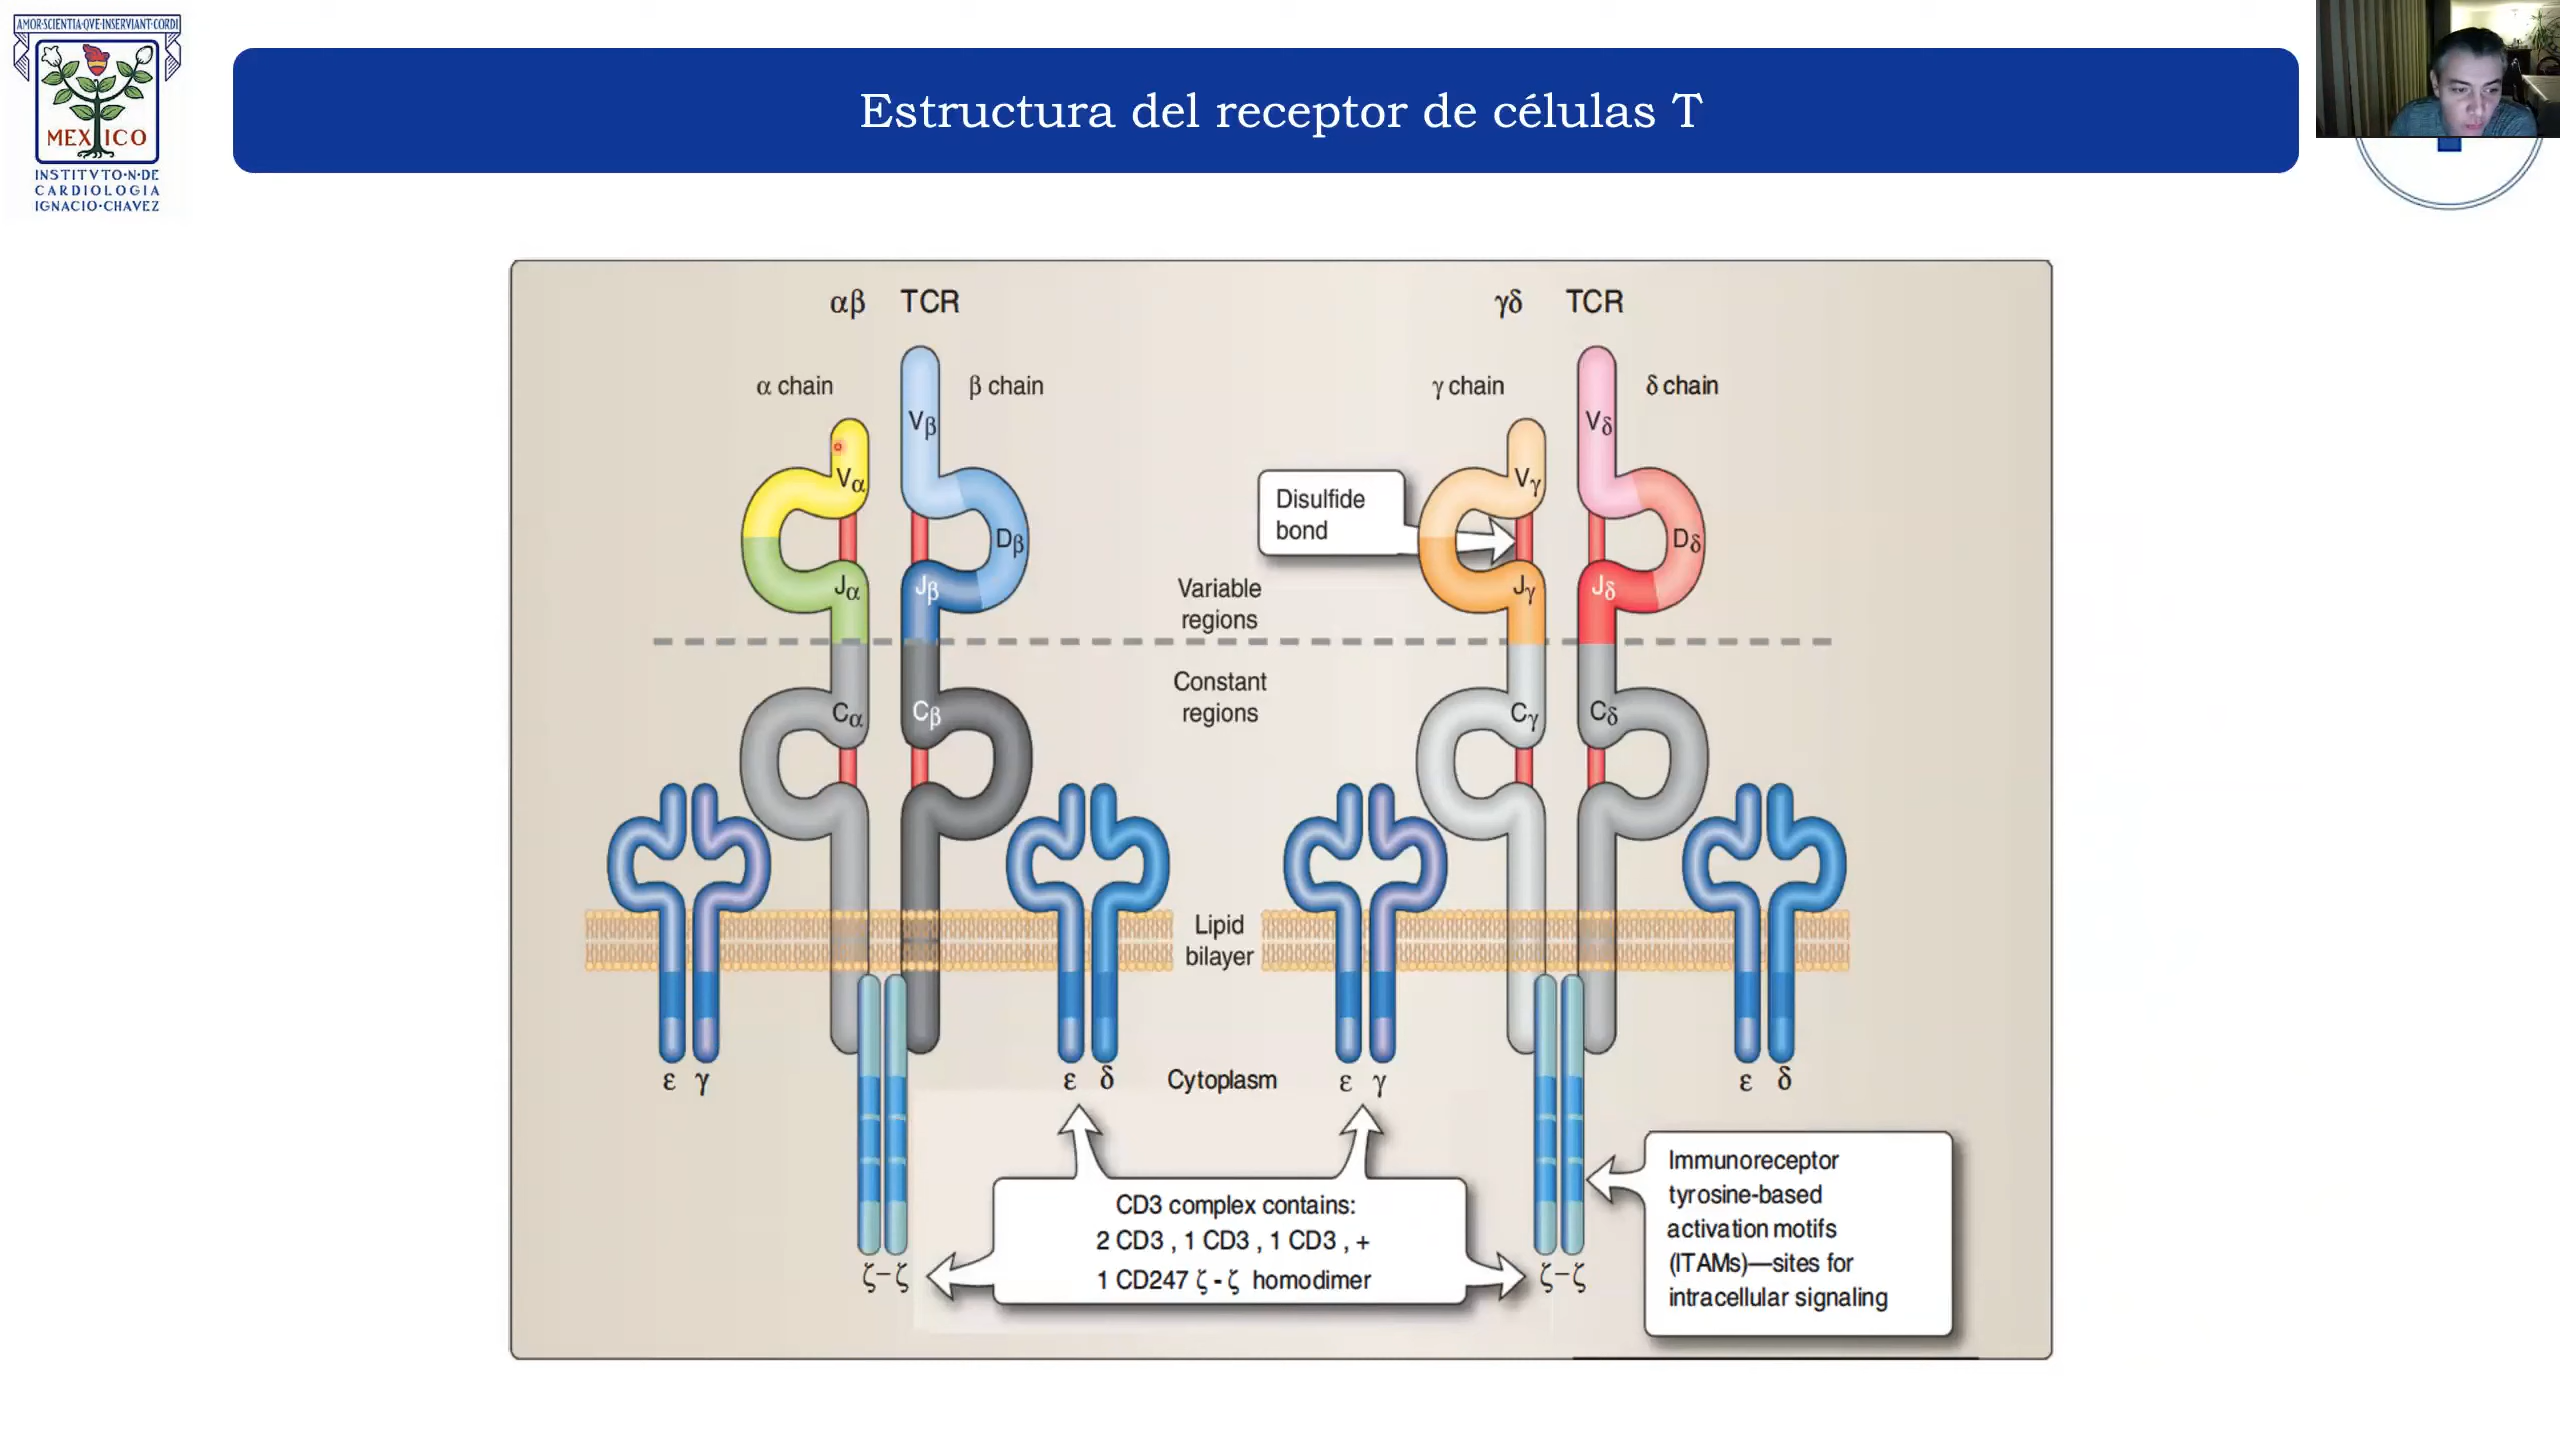 AMOR·SCIENTIA·QVE·INSERVIANT·CORDI
MEXICO
INSTITVTO·N·DE
CARDIOLOGIA
IGNACIO·CHAVEZ
Estructura del receptor de células T
αβ TCR
γδ TCR
α chain
β chain
γ chain
δ chain
Vα
Vβ
Vγ
Vδ
Disulfide
bond
Dβ
Dδ
Jα
Jβ
Jγ
Jδ
Variable
regions
Constant
regions
Cα
Cβ
Cγ
Cδ
Lipid
bilayer
ε γ
ε δ
Cytoplasm
ε γ
ε δ
CD3 complex contains:
2 CD3 , 1 CD3 , 1 CD3 , +
1 CD247 ζ - ζ homodimer
Immunoreceptor
tyrosine-based
activation motifs
(ITAMs)—sites for
intracellular signaling
ζ–ζ
ζ–ζ